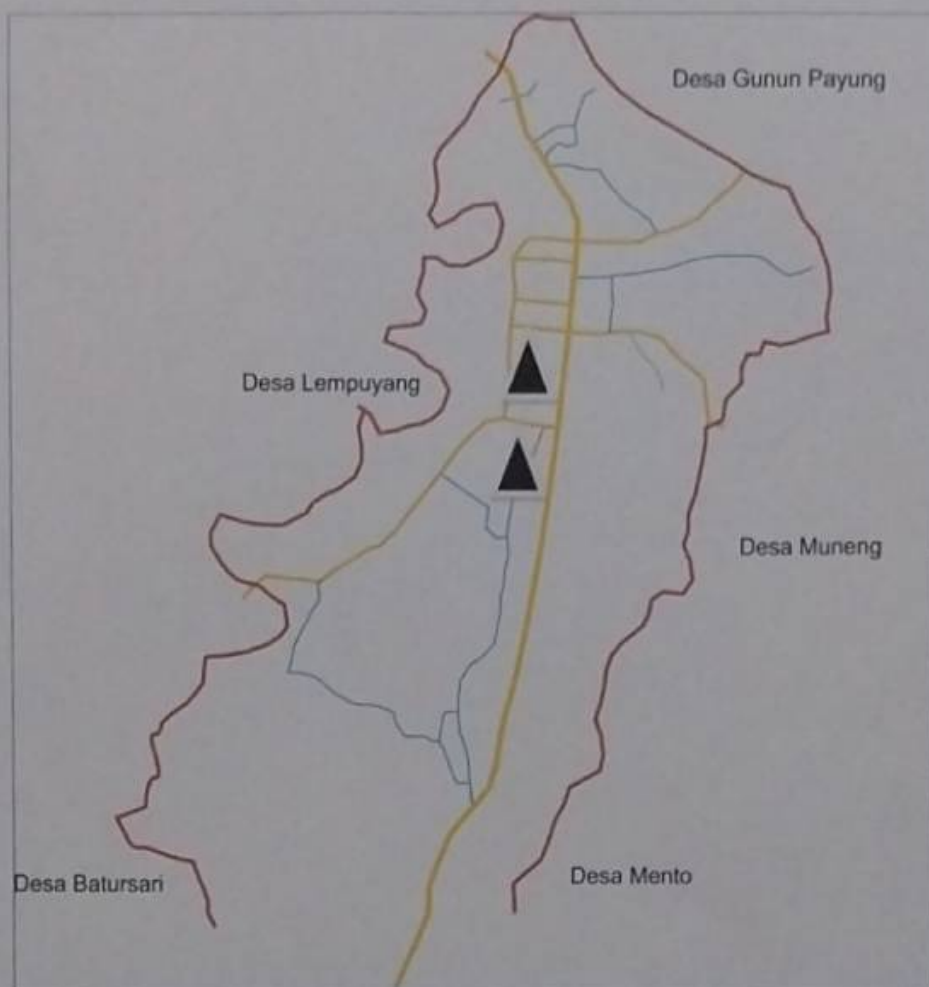 Desa Gunun Payung
Desa Lempuyang
Desa Muneng
Desa Mento
Desa Batursari